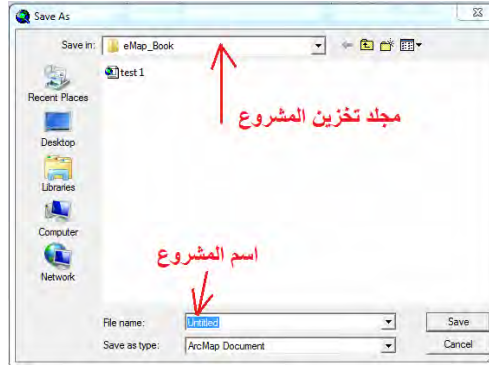 Save As
Save in:
eMap_Book
test 1
Recent Places
مجلد تخزين المشروع
Desktop
Libraries
Computer
اسم المشروع
Network
File name:
Untitled
Save
Save as type:
ArcMap Document
Cancel